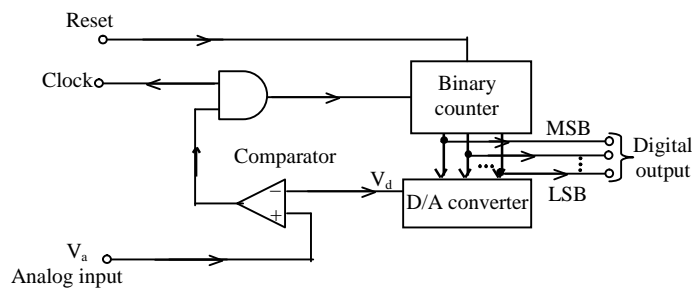 Reset
Clock
Binary
counter
MSB
Digital
output
Comparator
V_d
D/A converter
LSB
−
+
V_a
Analog input